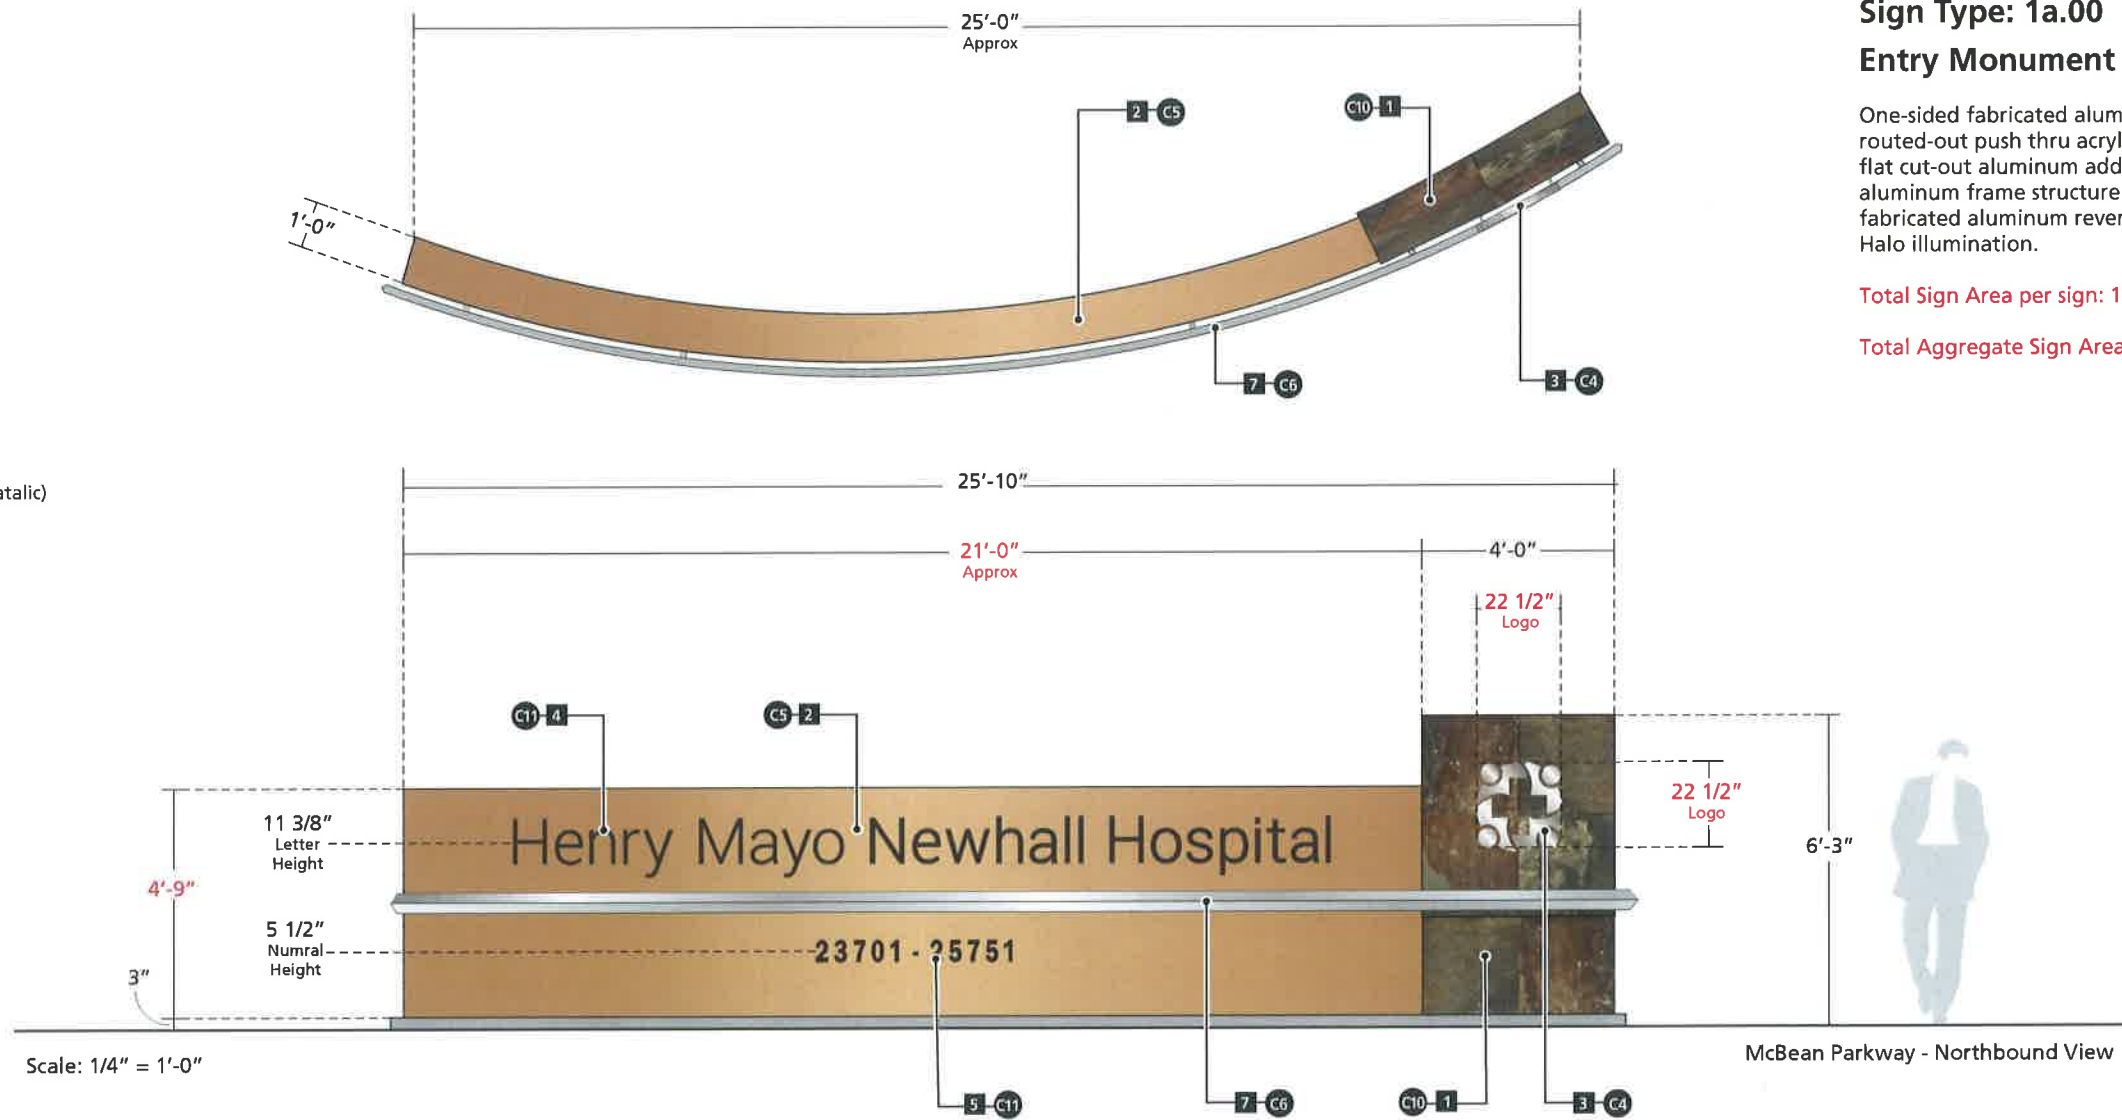 25'-0"
Approx
Sign Type: 1a.00
Entry Monument
One-sided fabricated alum
routed-out push thru acryl
flat cut-out aluminum add
aluminum frame structure
fabricated aluminum rever
Halo illumination.
Total Sign Area per sign: 1
Total Aggregate Sign Area
2 C5
C10 1
1'-0"
7 C6
3 C4
atalic)
25'-10"
21'-0"
Approx
4'-0"
22 1/2"
Logo
C11 4
C5 2
11 3/8"
Letter
Height
Henry Mayo Newhall Hospital
22 1/2"
Logo
6'-3"
4'-9"
5 1/2"
Numral
Height
23701 - 25751
3"
Scale: 1/4" = 1'-0"
McBean Parkway - Northbound View
5 C11
7 C6
C10 1
3 C4